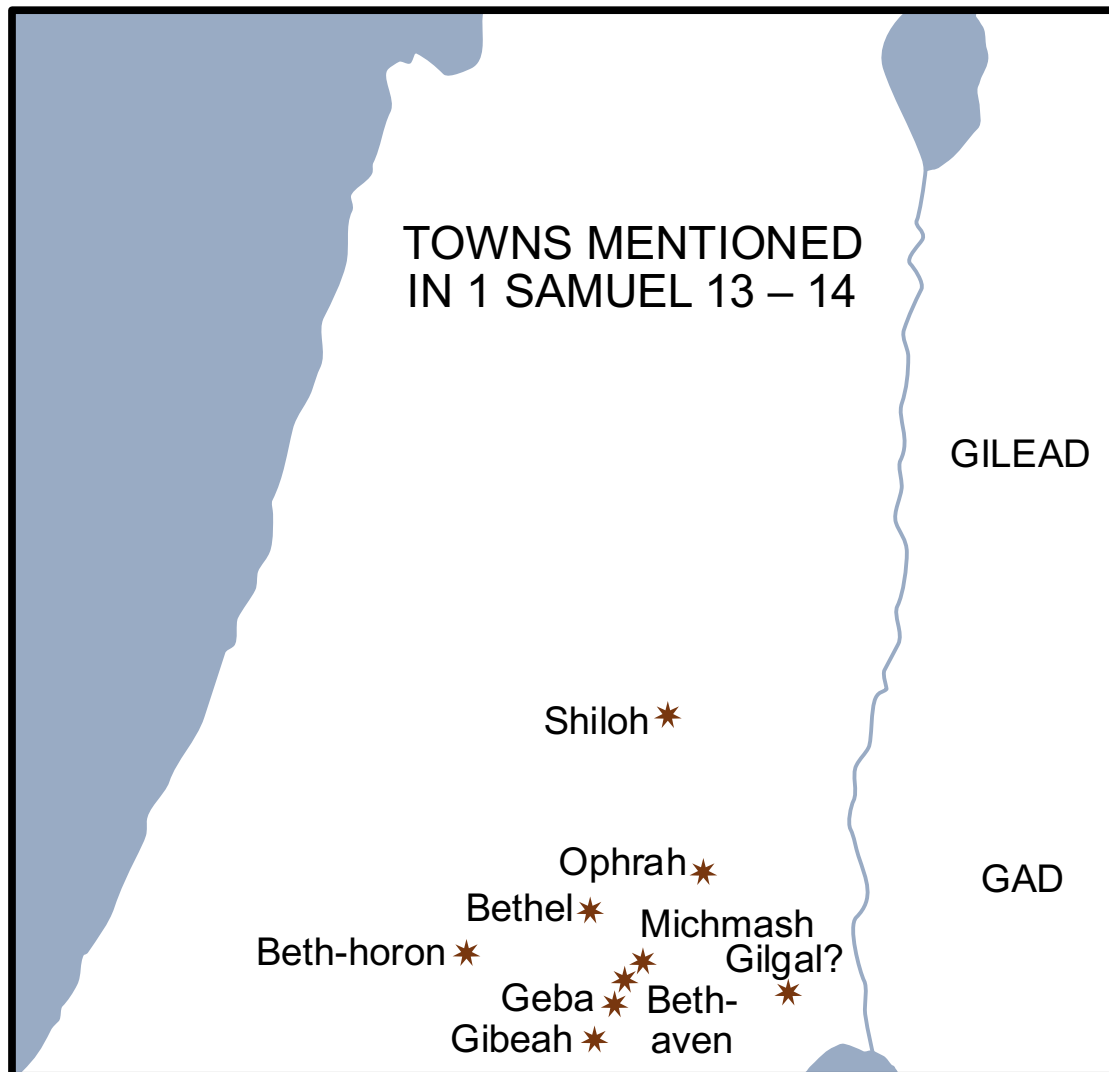 TOWNS MENTIONED
IN 1 SAMUEL 13 – 14
GILEAD
Shiloh
Ophrah
GAD
Bethel
Michmash
Beth-horon
Gilgal?
Geba
Beth-
aven
Gibeah